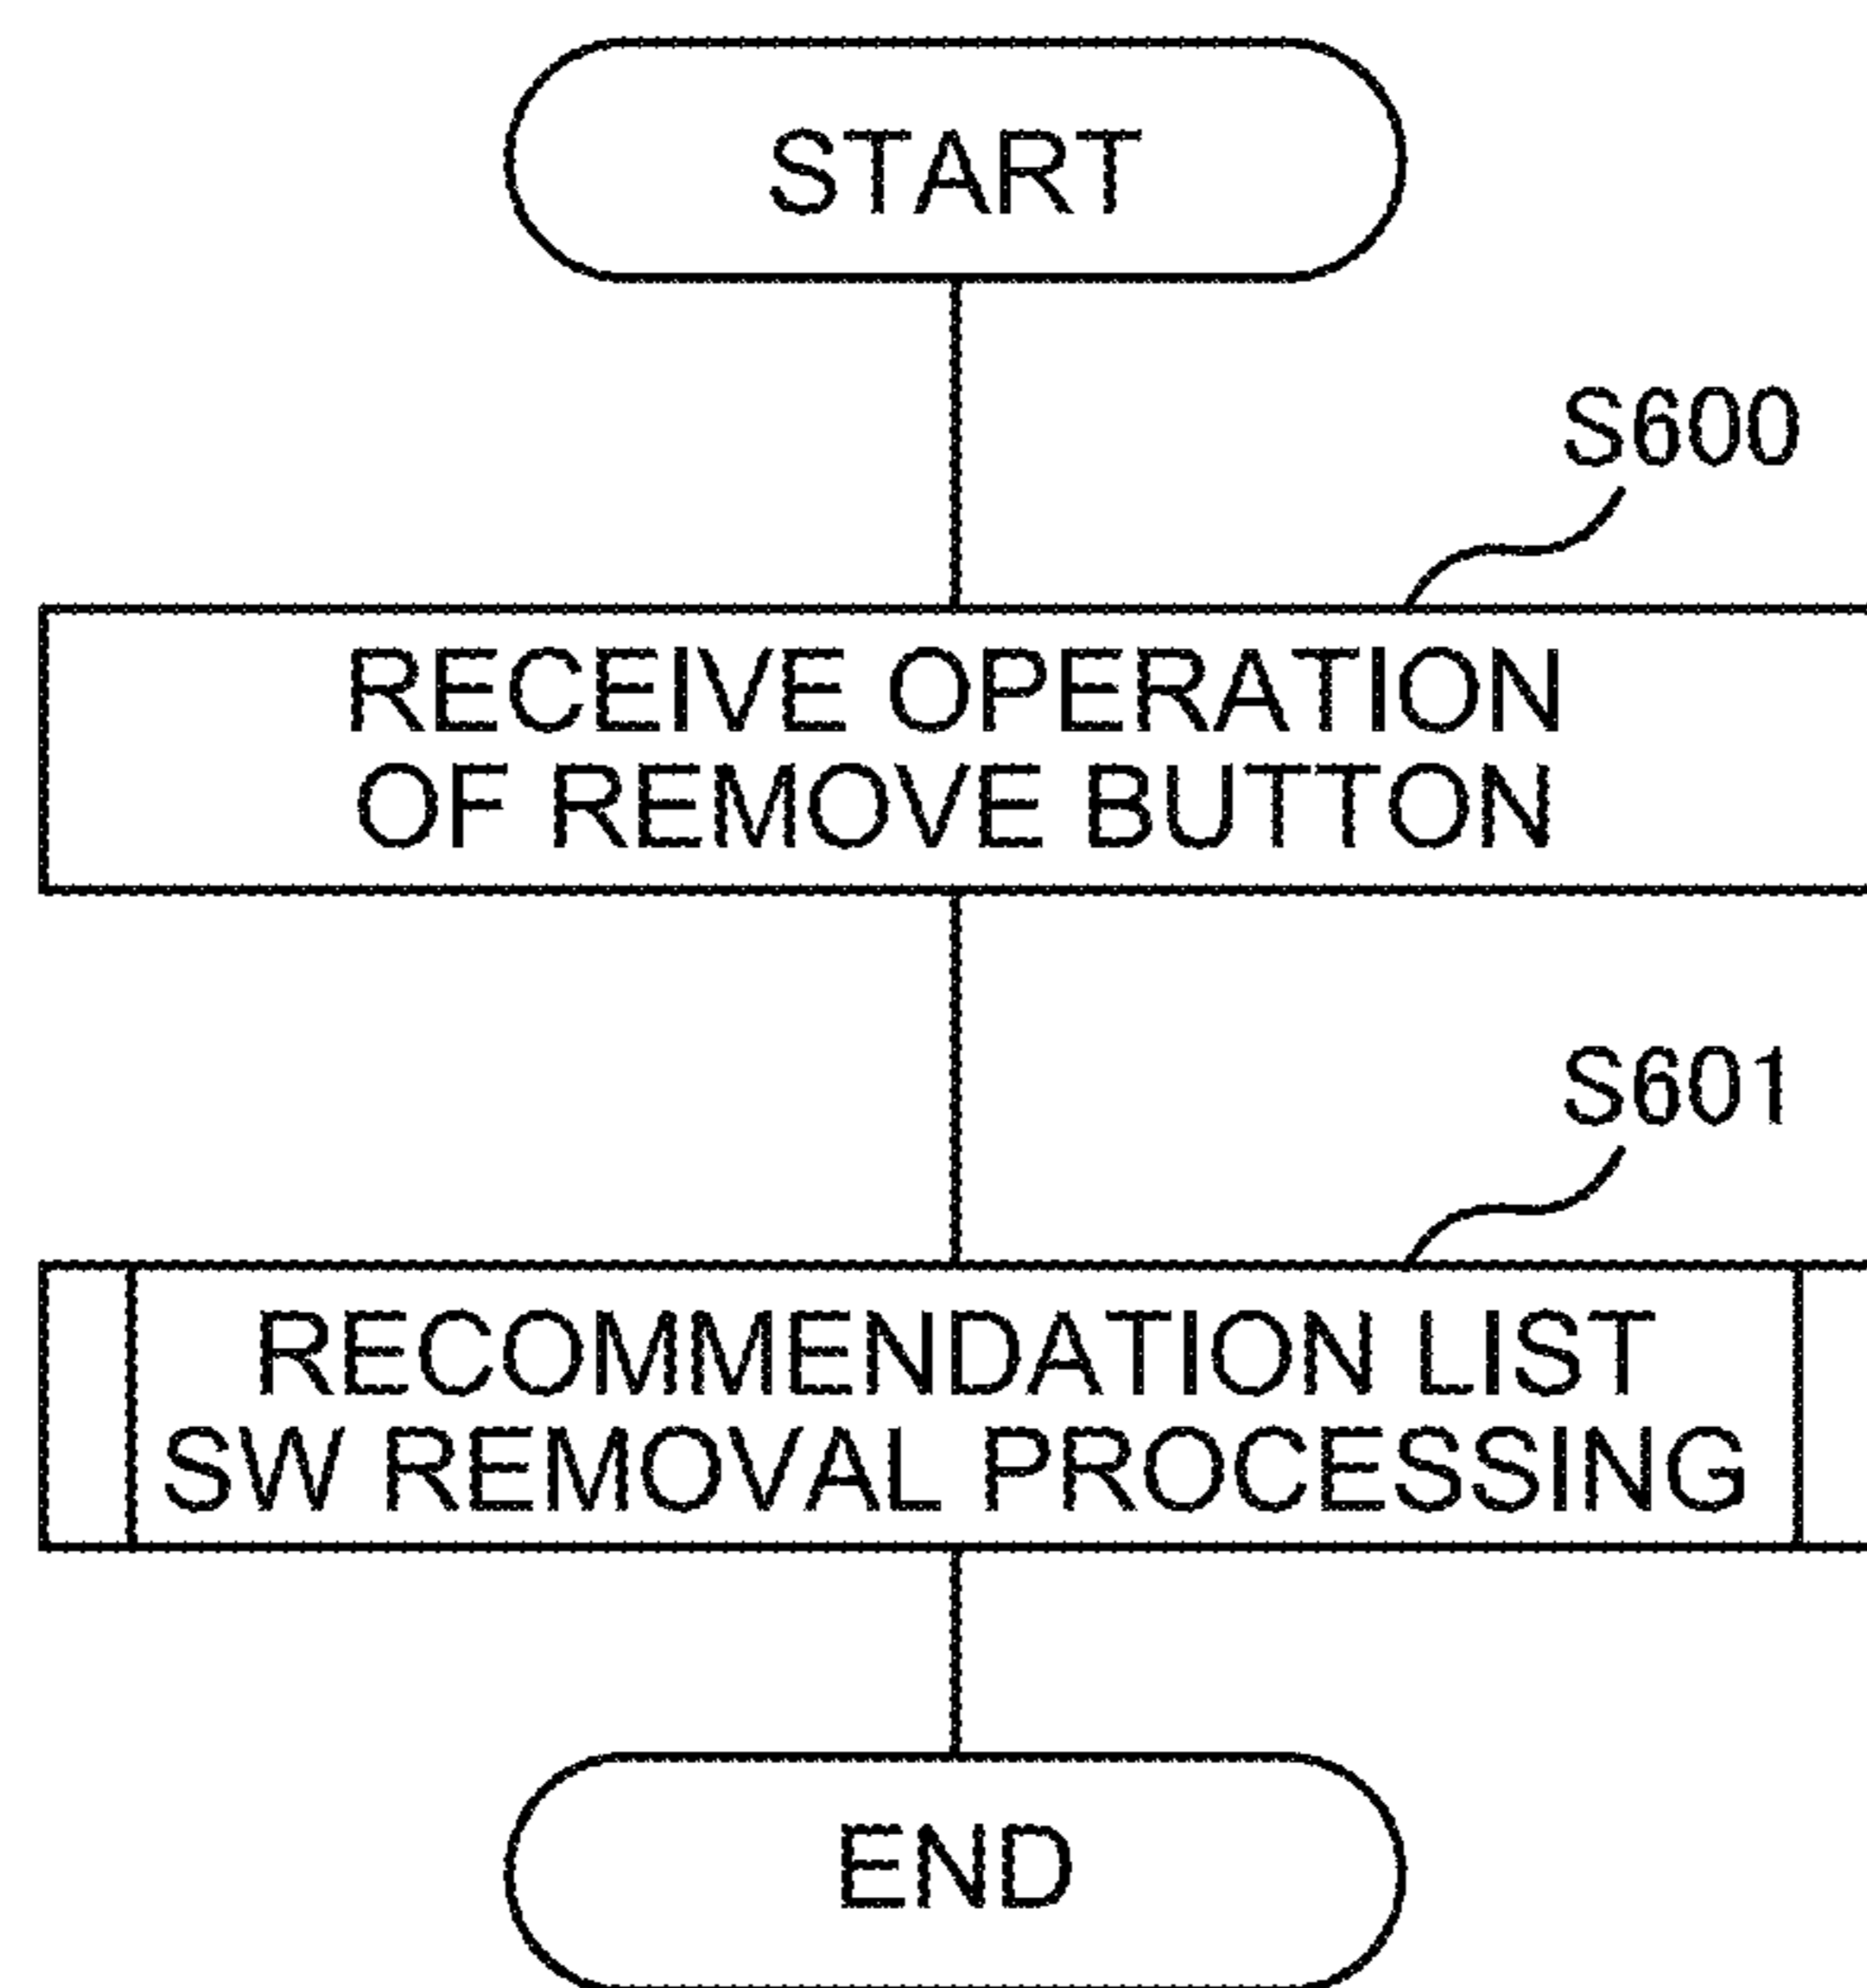 START
S600
RECEIVE OPERATION
OF REMOVE BUTTON
S601
RECOMMENDATION LIST
SW REMOVAL PROCESSING
END